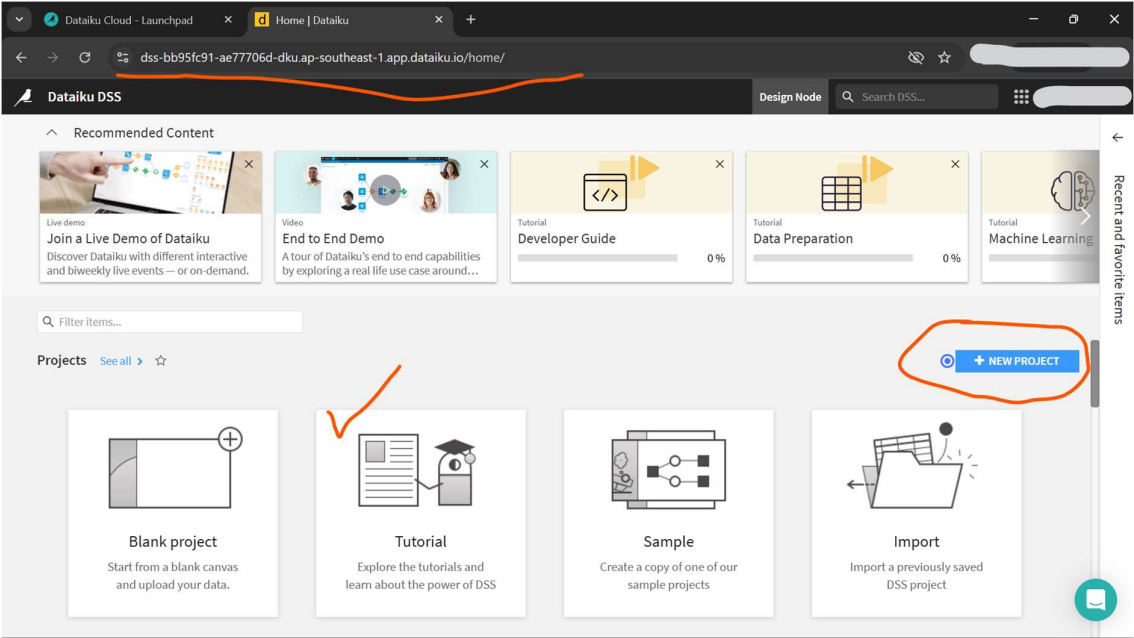 Dataiku Cloud - Launchpad
d Home | Dataiku
dss-bb95fc91-ae77706d-dku.ap-southeast-1.app.dataiku.io/home/
Dataiku DSS
Design Node
Search DSS...
Recommended Content
Live demo
Join a Live Demo of Dataiku
Discover Dataiku with different interactive
and biweekly live events — or on-demand.
Video
End to End Demo
A tour of Dataiku's end to end capabilities
by exploring a real life use case around...
Tutorial
Developer Guide
0 %
Tutorial
Data Preparation
0 %
Tutorial
Machine Learning
Recent and favorite items
Filter items...
Projects See all
+ NEW PROJECT
Blank project
Start from a blank canvas
and upload your data.
Tutorial
Explore the tutorials and
learn about the power of DSS
Sample
Create a copy of one of our
sample projects
Import
Import a previously saved
DSS project